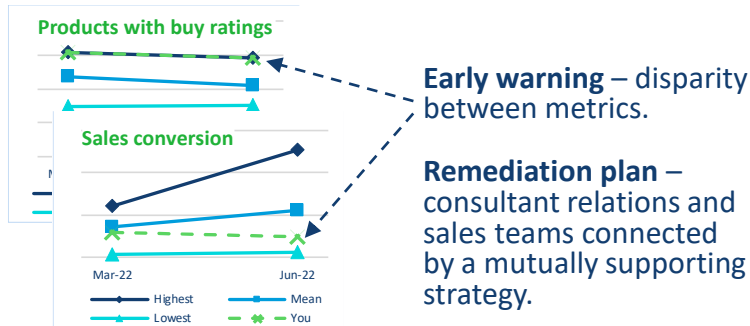 Products with buy ratings
Sales conversion
Mar-22
Jun-22
Highest
Mean
Lowest
You
Early warning – disparity
between metrics.
Remediation plan –
consultant relations and
sales teams connected
by a mutually supporting
strategy.